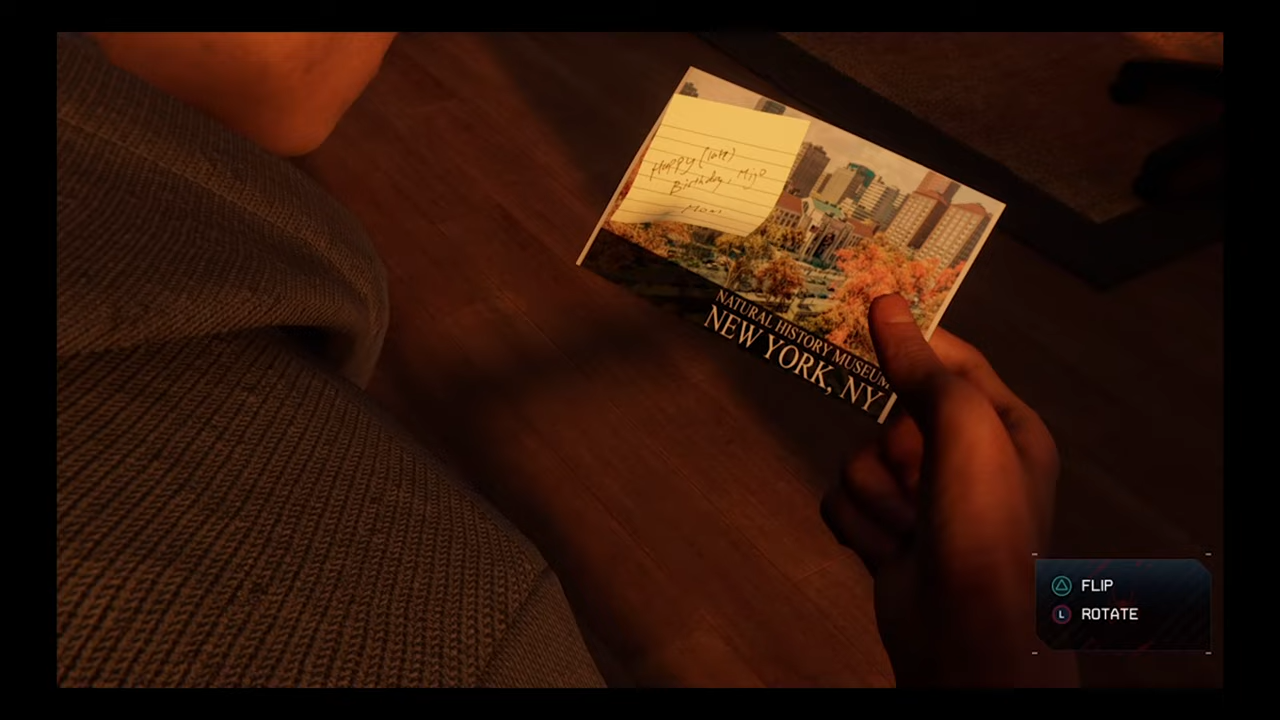 Happy (late)
Birthday, Mijo
Mom
NATURAL HISTORY MUSEUM
NEW YORK, NY
FLIP
L ROTATE